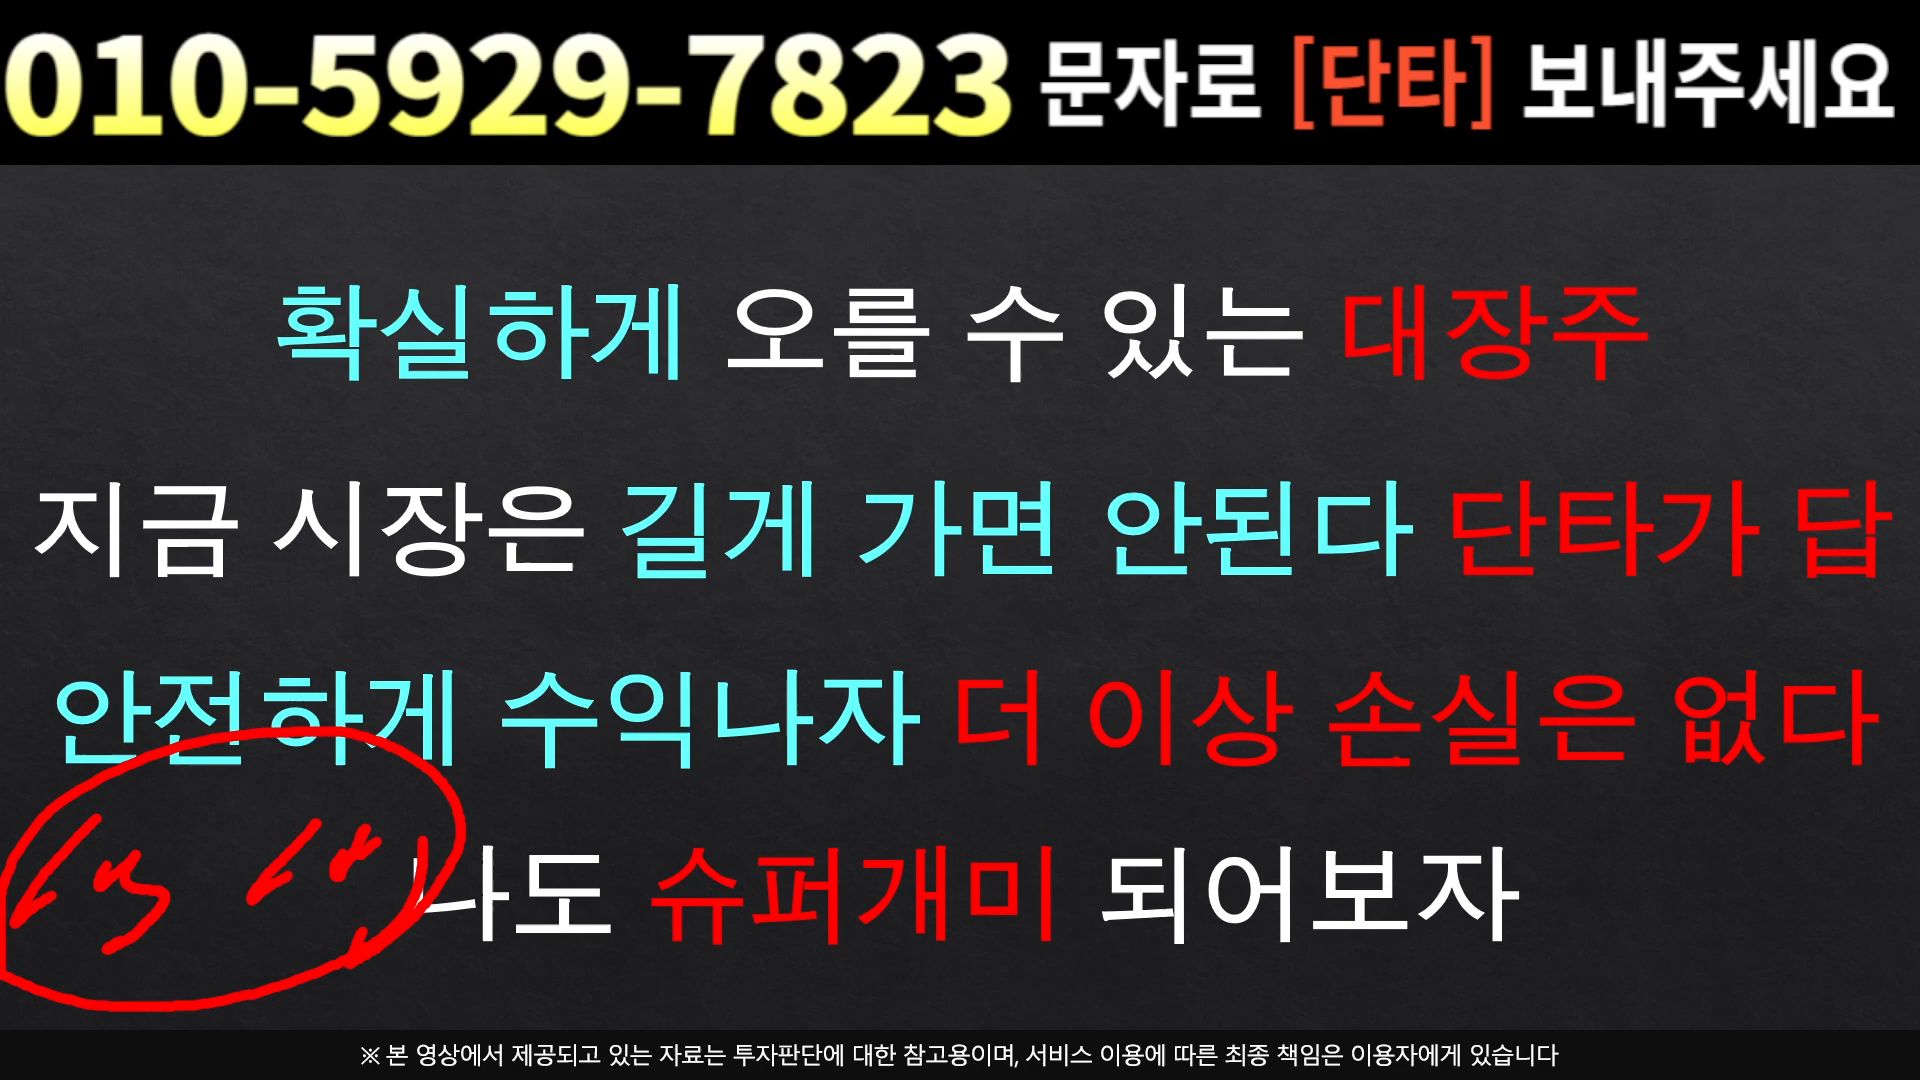 010-5929-7823 문자로 [단타] 보내주세요
확실하게 오를 수 있는 대장주
지금 시장은 길게 가면 안된다 단타가 답
안전하게 수익나자 더 이상 손실은 없다
나도 슈퍼개미 되어보자
※ 본 영상에서 제공되고 있는 자료는 투자판단에 대한 참고용이며, 서비스 이용에 따른 최종 책임은 이용자에게 있습니다